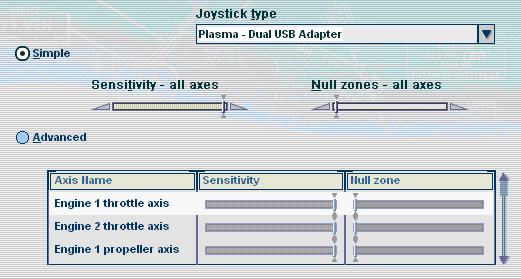 Joystick type
Plasma - Dual USB Adapter
Simple
Sensitivity - all axes
Null zones - all axes
Advanced
Axis Name
Sensitivity
Null zone
Engine 1 throttle axis
Engine 2 throttle axis
Engine 1 propeller axis